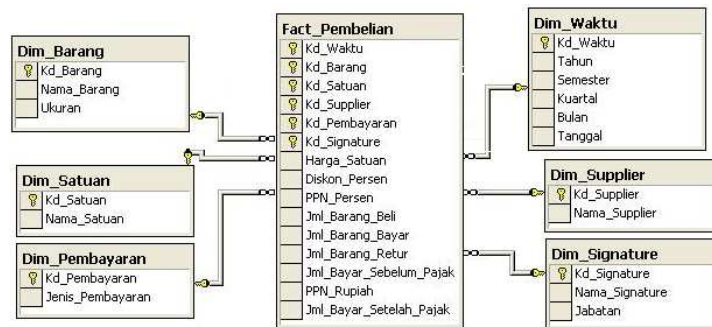 Dim_Barang
Kd_Barang
Nama_Barang
Ukuran
Dim_Satuan
Kd_Satuan
Nama_Satuan
Dim_Pembayaran
Kd_Pembayaran
Jenis_Pembayaran
Fact_Pembelian
Kd_Waktu
Kd_Barang
Kd_Satuan
Kd_Supplier
Kd_Pembayaran
Kd_Signature
Harga_Satuan
Diskon_Persen
PPN_Persen
Jml_Barang_Beli
Jml_Barang_Bayar
Jml_Barang_Retur
Jml_Bayar_Sebelum_Pajak
PPN_Rupiah
Jml_Bayar_Setelah_Pajak
Dim_Waktu
Kd_Waktu
Tahun
Semester
Kuartal
Bulan
Tanggal
Dim_Supplier
Kd_Supplier
Nama_Supplier
Dim_Signature
Kd_Signature
Nama_Signature
Jabatan